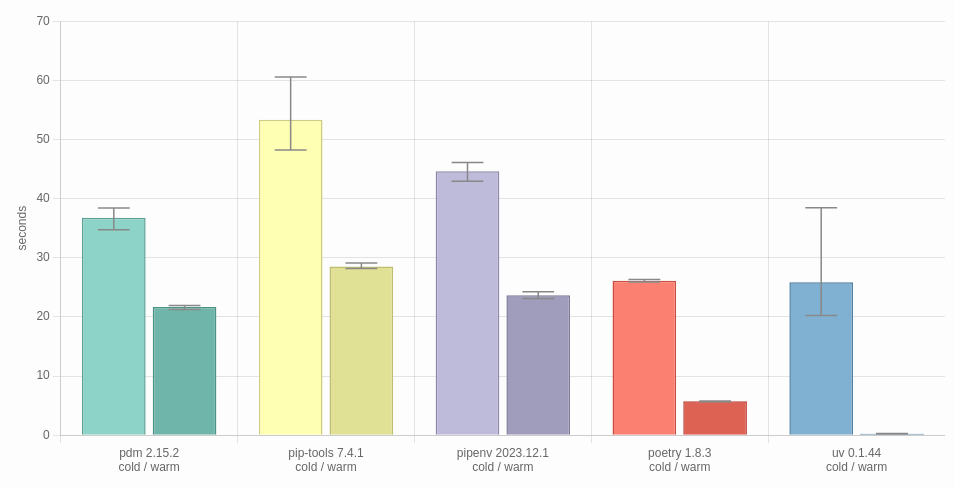 70
60
50
40
30
20
10
0
seconds
pdm 2.15.2
cold / warm
pip-tools 7.4.1
cold / warm
pipenv 2023.12.1
cold / warm
poetry 1.8.3
cold / warm
uv 0.1.44
cold / warm